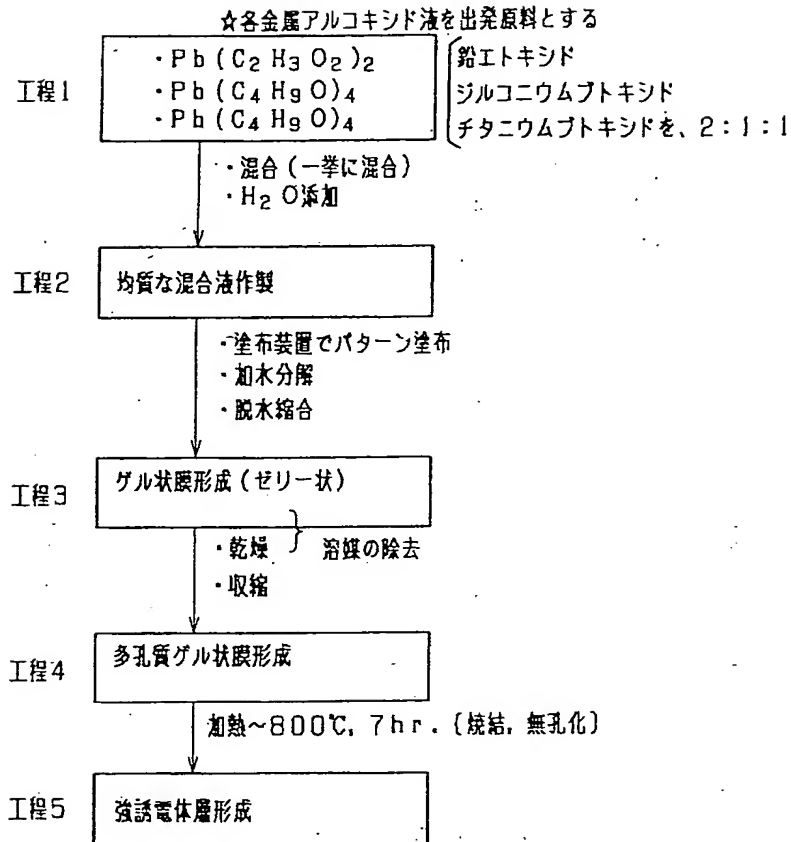 ☆各金属アルコキシド液を出発原料とする
工程1
・Pb(C2H3O2)2
・Pb(C4H9O)4
・Pb(C4H9O)4
鉛エトキシド
ジルコニウムブトキシド
チタニウムブトキシドを、2:1:1
・混合(一挙に混合)
・H2O添加
工程2
均質な混合液作製
・塗布装置でパターン塗布
・加水分解
・脱水縮合
工程3
ゲル状膜形成(ゼリー状)
・乾燥
溶媒の除去
・収縮
工程4
多孔質ゲル状膜形成
加熱~800℃, 7hr.{焼結, 無孔化}
工程5
強誘電体層形成